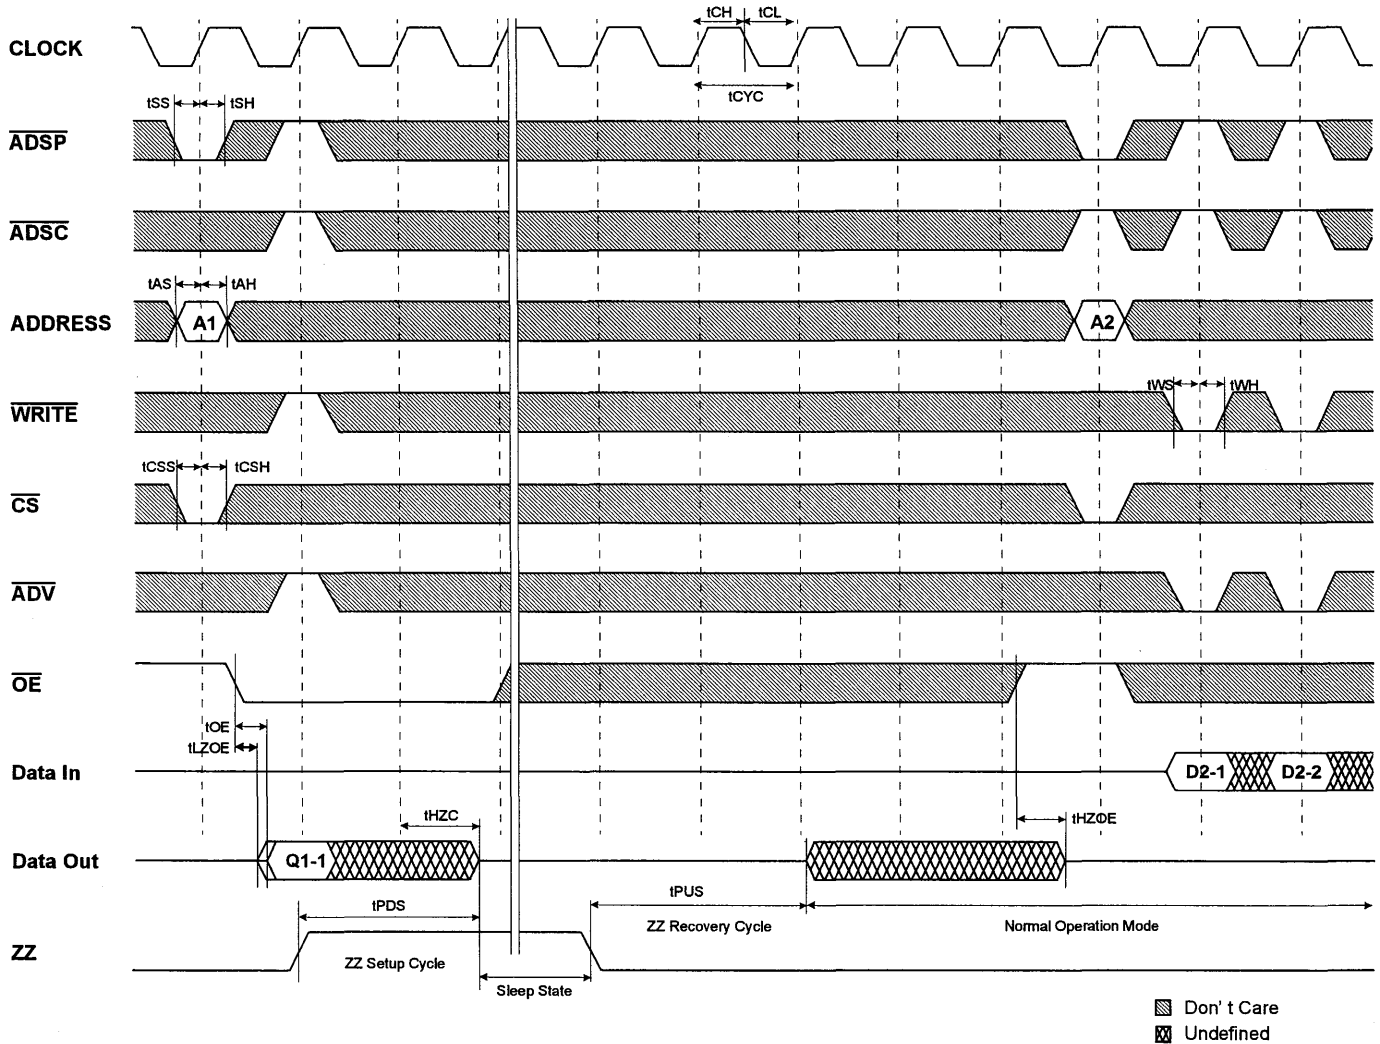 tCH tCL
CLOCK
tCYC
tSS tSH
ADSP
ADSC
tAS tAH
ADDRESS A1 A2
tWS tWH
WRITE
tCSS tCSH
CS
ADV
OE
tOE
tLZOE
Data In D2-1 D2-2
tHZC tHZOE
Data Out Q1-1
tPDS tPUS
ZZ Recovery Cycle Normal Operation Mode
ZZ
ZZ Setup Cycle
Sleep State
Don' t Care
Undefined